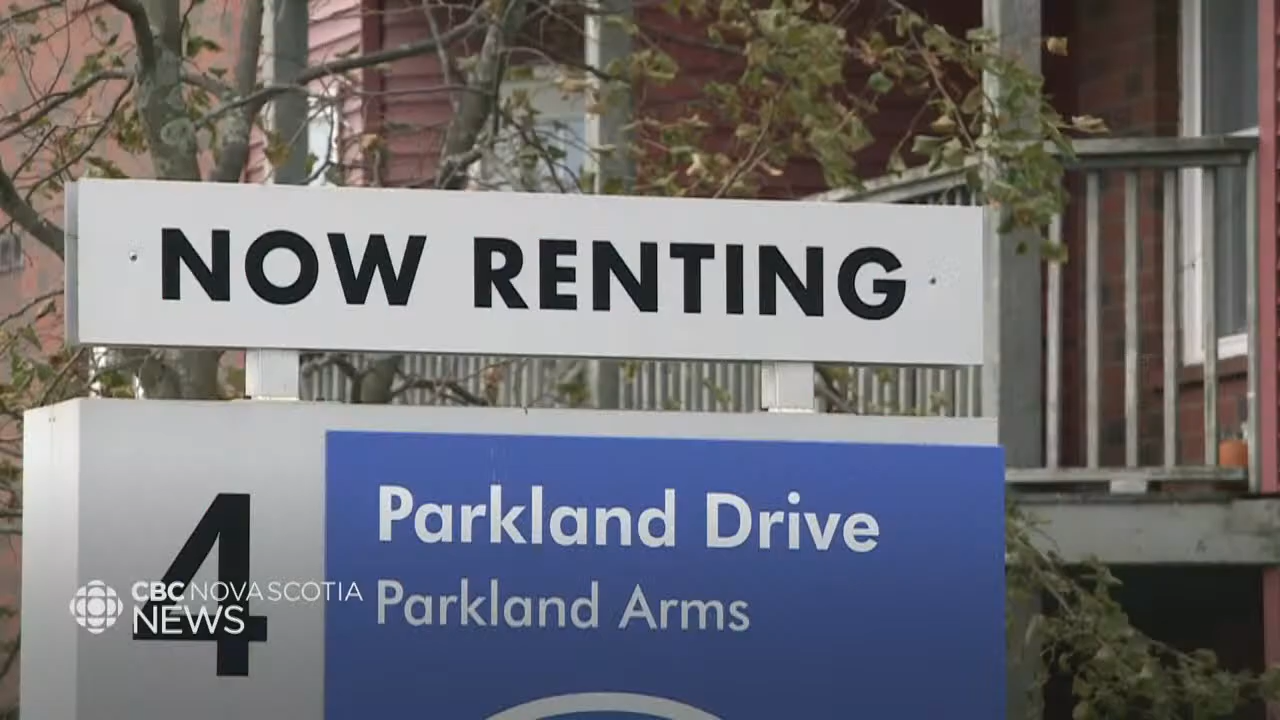 NOW RENTING
4
Parkland Drive
Parkland Arms
CBC NOVA SCOTIA
NEWS